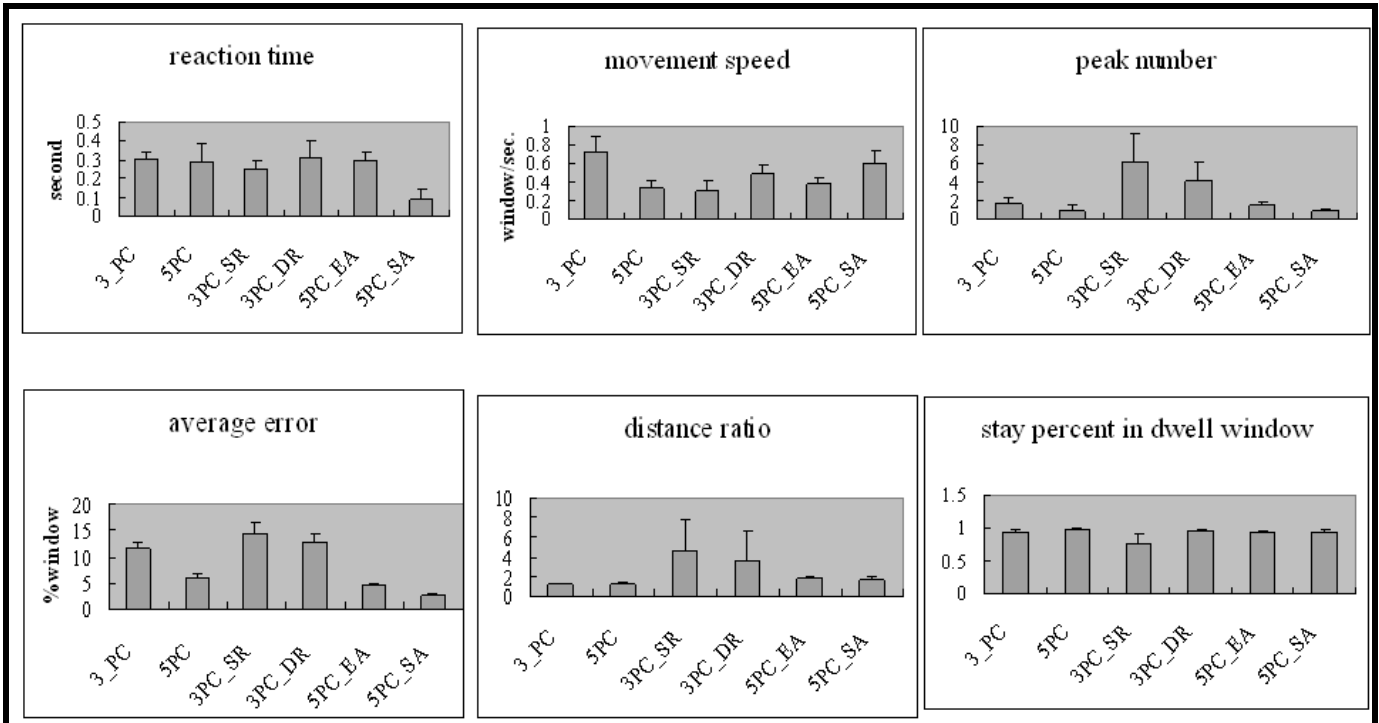 reaction time
second
0.5
0.4
0.3
0.2
0.1
0
3_PC
5PC
3PC_SR
3PC_DR
5PC_EA
5PC_SA
movement speed
window/sec.
1
0.8
0.6
0.4
0.2
0
3_PC
5PC
3PC_SR
3PC_DR
5PC_EA
5PC_SA
peak number
10
8
6
4
2
0
3_PC
5PC
3PC_SR
3PC_DR
5PC_EA
5PC_SA
average error
%window
20
15
10
5
0
3_PC
5PC
3PC_SR
3PC_DR
5PC_EA
5PC_SA
distance ratio
10
8
6
4
2
0
3_PC
5PC
3PC_SR
3PC_DR
5PC_EA
5PC_SA
stay percent in dwell window
1.5
1
0.5
0
3_PC
5PC
3PC_SR
3PC_DR
5PC_EA
5PC_SA